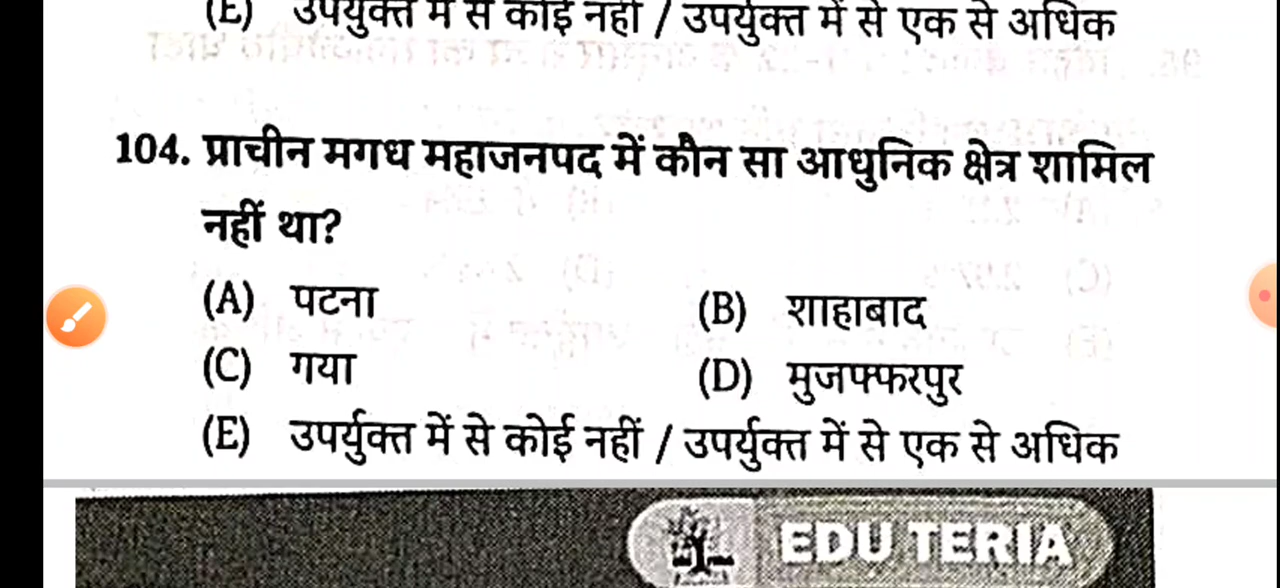 (E) उपर्युक्त में से कोई नहीं / उपर्युक्त में से एक से अधिक
104. प्राचीन मगध महाजनपद में कौन सा आधुनिक क्षेत्र शामिल
नहीं था?
(A) पटना (B) शाहाबाद
(C) गया (D) मुजफ्फरपुर
(E) उपर्युक्त में से कोई नहीं / उपर्युक्त में से एक से अधिक
EDU TERIA